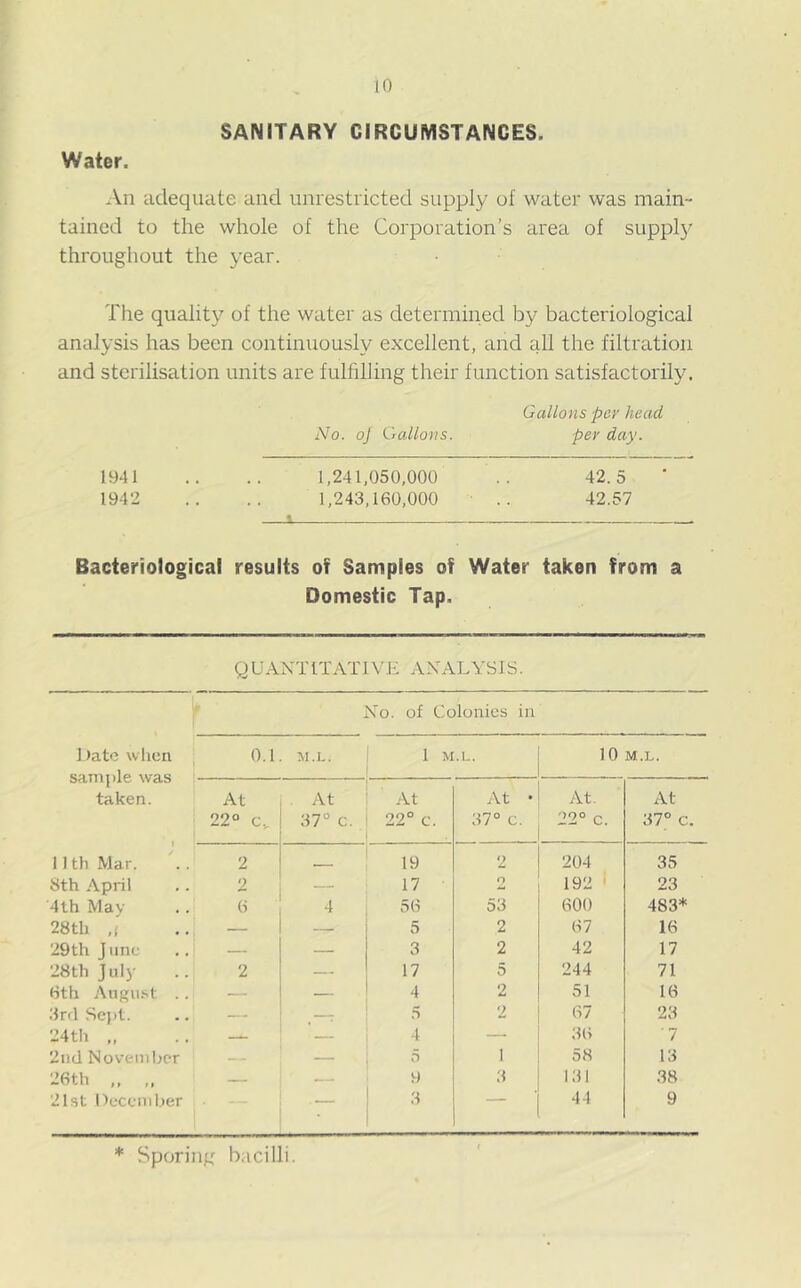 10
SANITARY CIRCUMSTANCES.
Water.
An adequate and unrestricted supply of water was main-
tained to the whole of the Corporation's area of supply
throughout the year.
The quality of the water as determined by bacteriological
analysis has been continuously excellent, and all the filtration
and sterilisation units are fulfilling their function satisfactorily.
Gallons per head
No. of Gallons. per day.
1941 .. .. 1,241,050,000 .. 42.5
1942 .. .. 1,243,160,000 .. 42.57
Bacteriological results of Samples of Water taken from a
Domestic Tap.
QUANTITATIVE ANALYSIS.
No. of Colonies in
Date when sample was taken. 0.1. M.L. 1 M.L. 10 M.L.
At 22° C. At 37° C. At 22° C. At 37° C. At 22° C. At 37° C.
11th Mar. .. 2 — 19 2 204 35
8th April .. 2 — 17 2 192 23
4th May .. 6 4 56 53 600 483*
28th ,, .. — — 5 2 67 16
29th June .. — — 3 2 42 17
28th July .. 2 — 17 5 244 71
6th August .. — — 4 2 51 16
3rd Sept. .. — — 5 2 67 23
24th ,, .. — — 4 — 36 7
2nd November — — 5 1 58 13
26th ,, ,, — — 9 3 131 38
21st December — — 3 — 44 9
* Sporing bacilli.